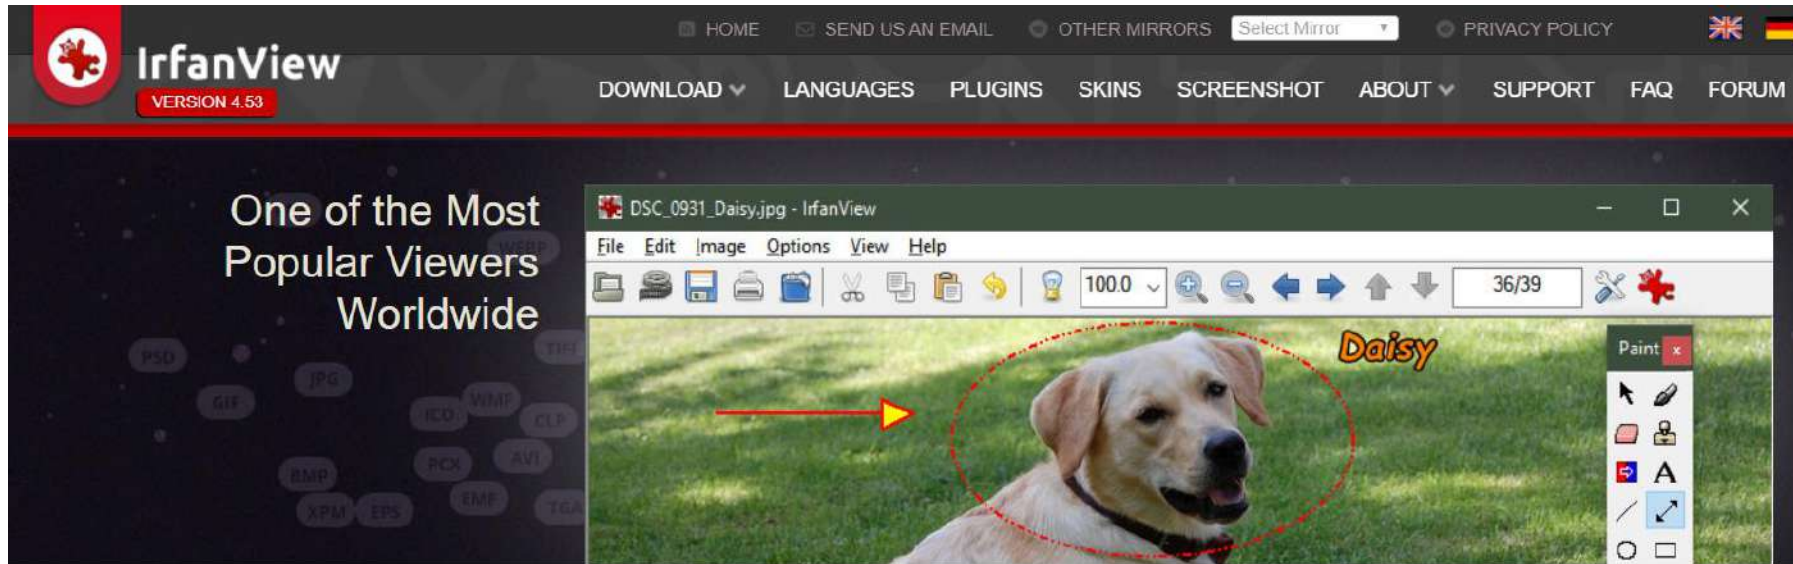 HOME SEND US AN EMAIL OTHER MIRRORS Select Mirror PRIVACY POLICY
IrfanView
VERSION 4.53
DOWNLOAD LANGUAGES PLUGINS SKINS SCREENSHOT ABOUT SUPPORT FAQ FORUM
One of the Most
Popular Viewers
Worldwide
WEBP
PSD
TIFF
JPG
GIF
WMF
ICO
CLP
AVI
PCX
BMP
EMF
XPM
EPS
TGA
DSC_0931_Daisy.jpg - IrfanView
File Edit Image Options View Help
100.0
36/39
Daisy
Paint x
A